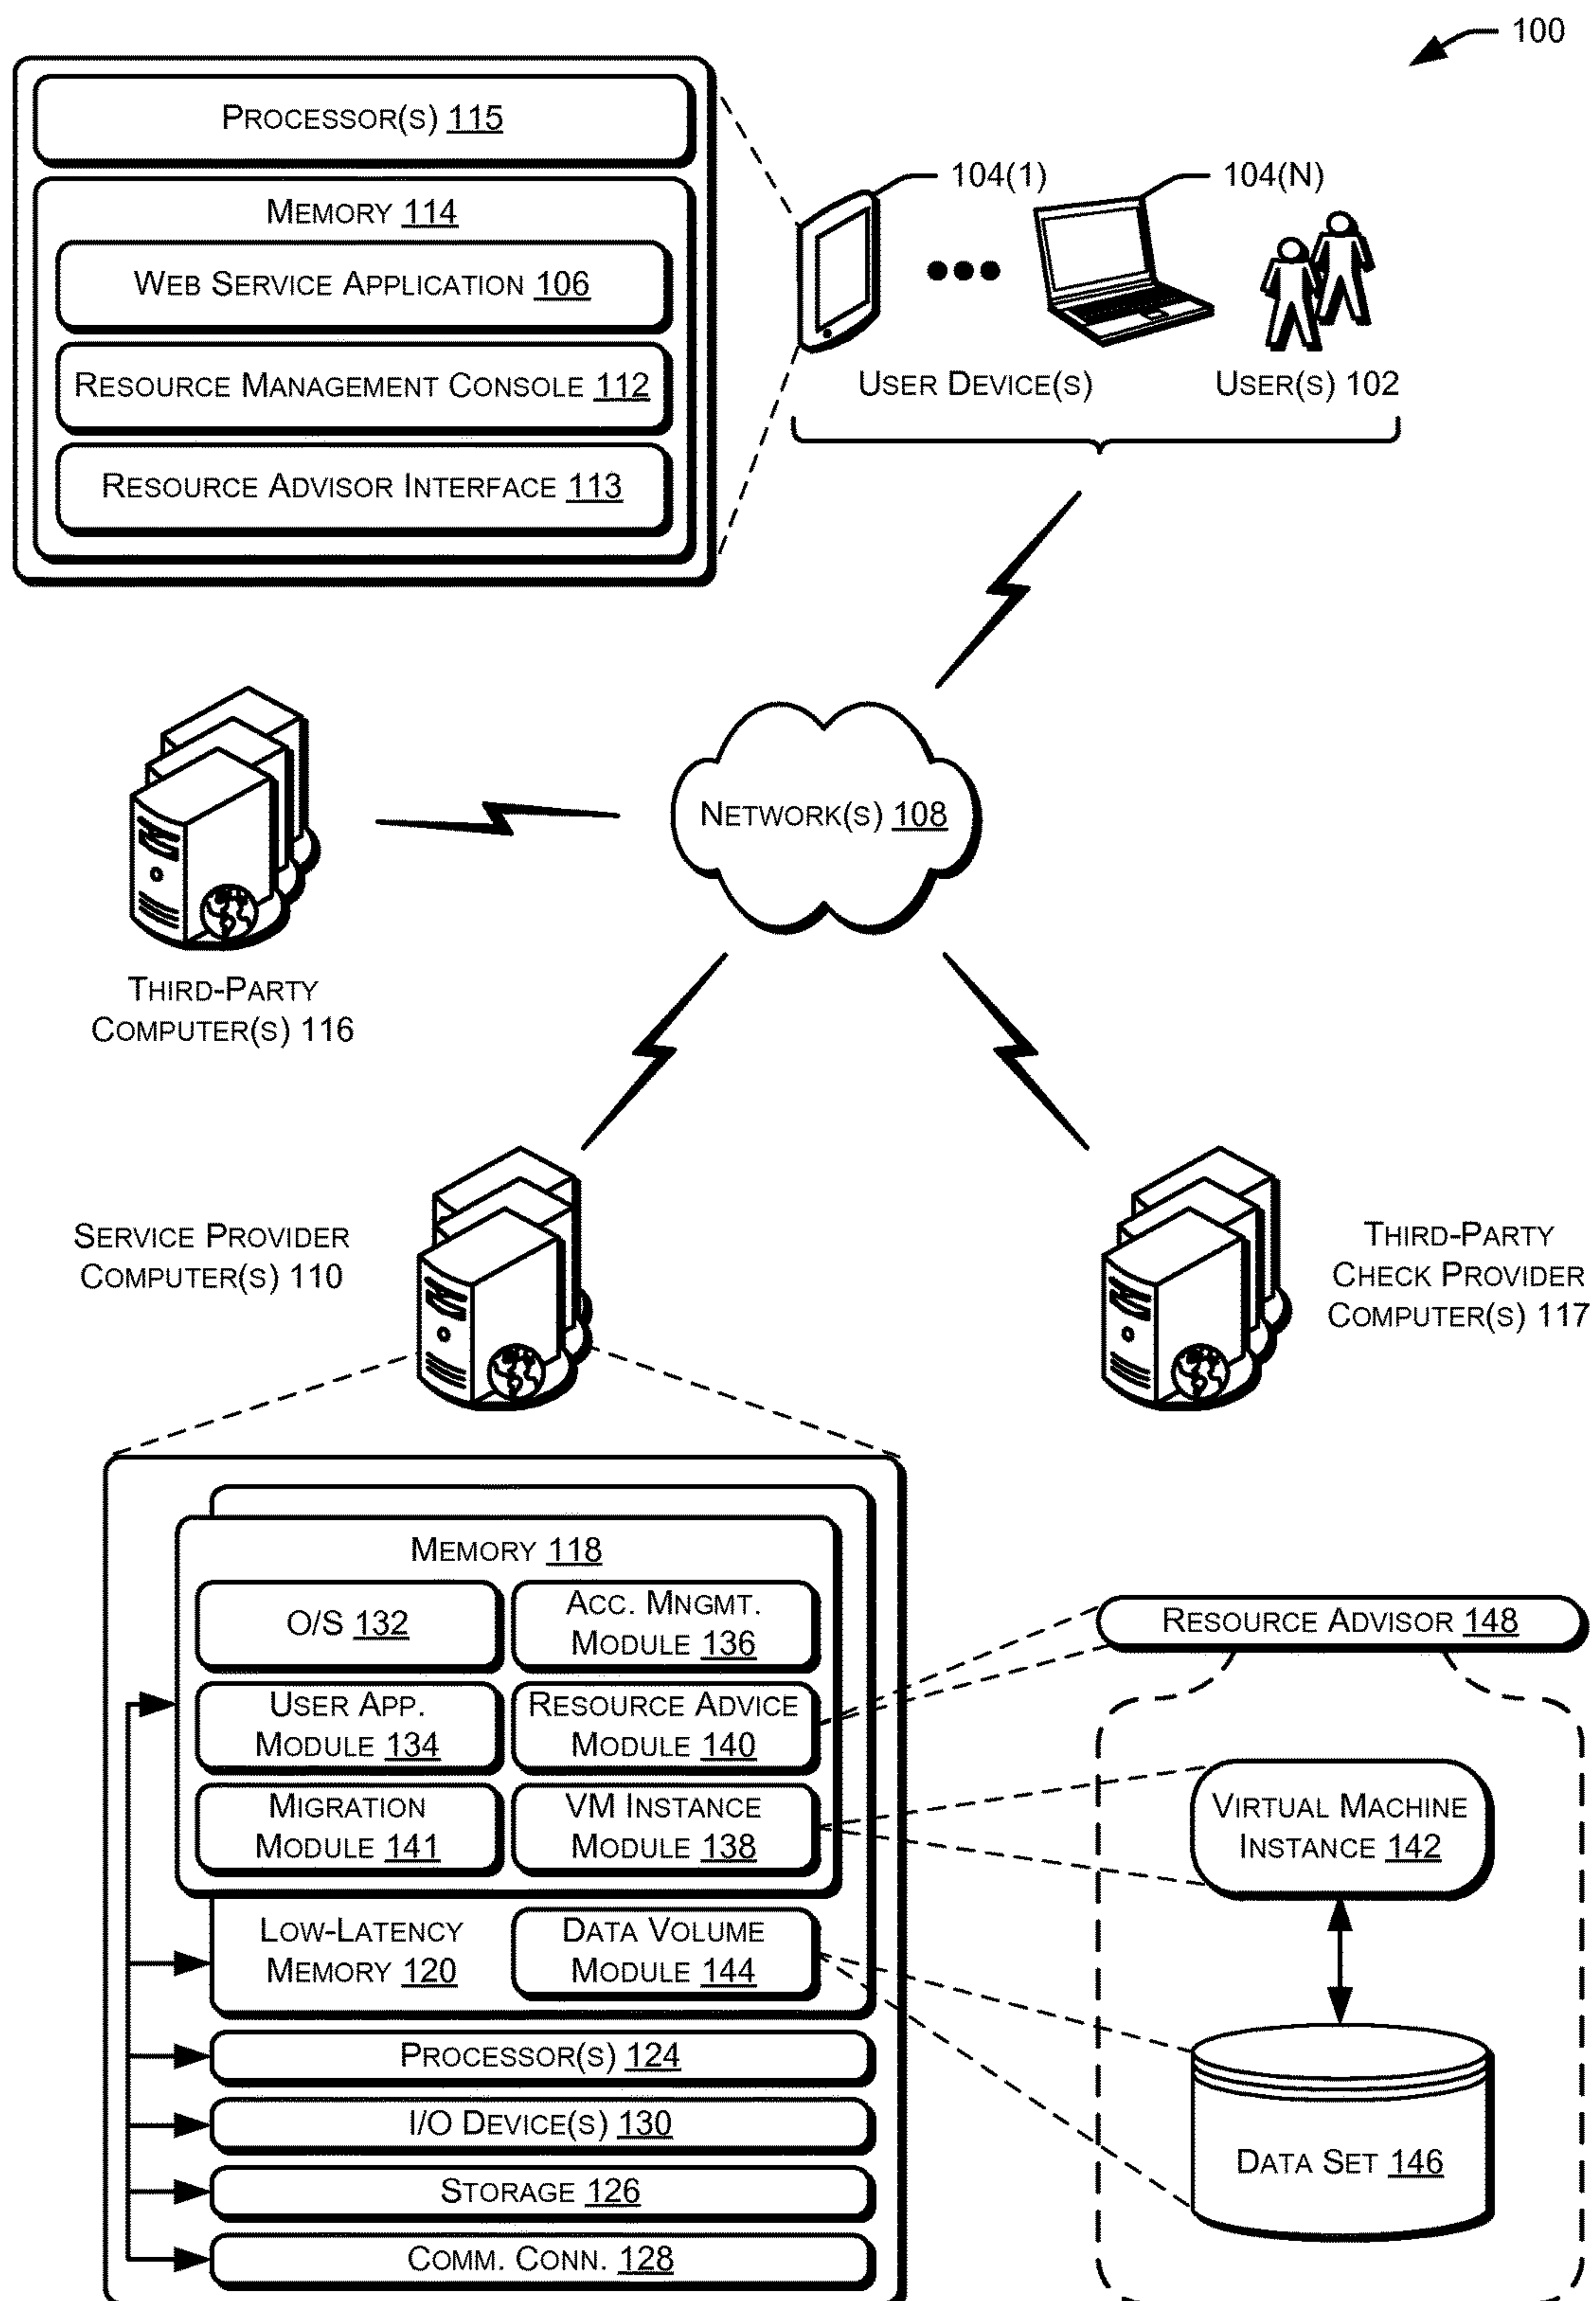 100
PROCESSOR(S) 115
MEMORY 114
WEB SERVICE APPLICATION 106
RESOURCE MANAGEMENT CONSOLE 112
RESOURCE ADVISOR INTERFACE 113
104(1)
104(N)
USER DEVICE(S)
USER(S) 102
NETWORK(S) 108
THIRD-PARTY
COMPUTER(S) 116
SERVICE PROVIDER
COMPUTER(S) 110
THIRD-PARTY
CHECK PROVIDER
COMPUTER(S) 117
MEMORY 118
O/S 132
ACC. MNGMT.
MODULE 136
USER APP.
MODULE 134
RESOURCE ADVICE
MODULE 140
MIGRATION
MODULE 141
VM INSTANCE
MODULE 138
LOW-LATENCY
MEMORY 120
DATA VOLUME
MODULE 144
PROCESSOR(S) 124
I/O DEVICE(S) 130
STORAGE 126
COMM. CONN. 128
RESOURCE ADVISOR 148
VIRTUAL MACHINE
INSTANCE 142
DATA SET 146